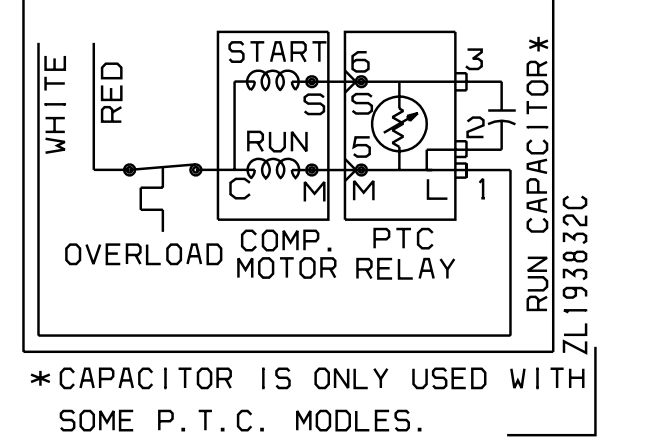 WHITE
RED
START
S
RUN
C
M
6
S
5
M
L
3
2
1
OVERLOAD
COMP.
MOTOR
PTC
RELAY
RUN CAPACITOR*
ZL193832C
*CAPACITOR IS ONLY USED WITH
SOME P.T.C. MODLES.